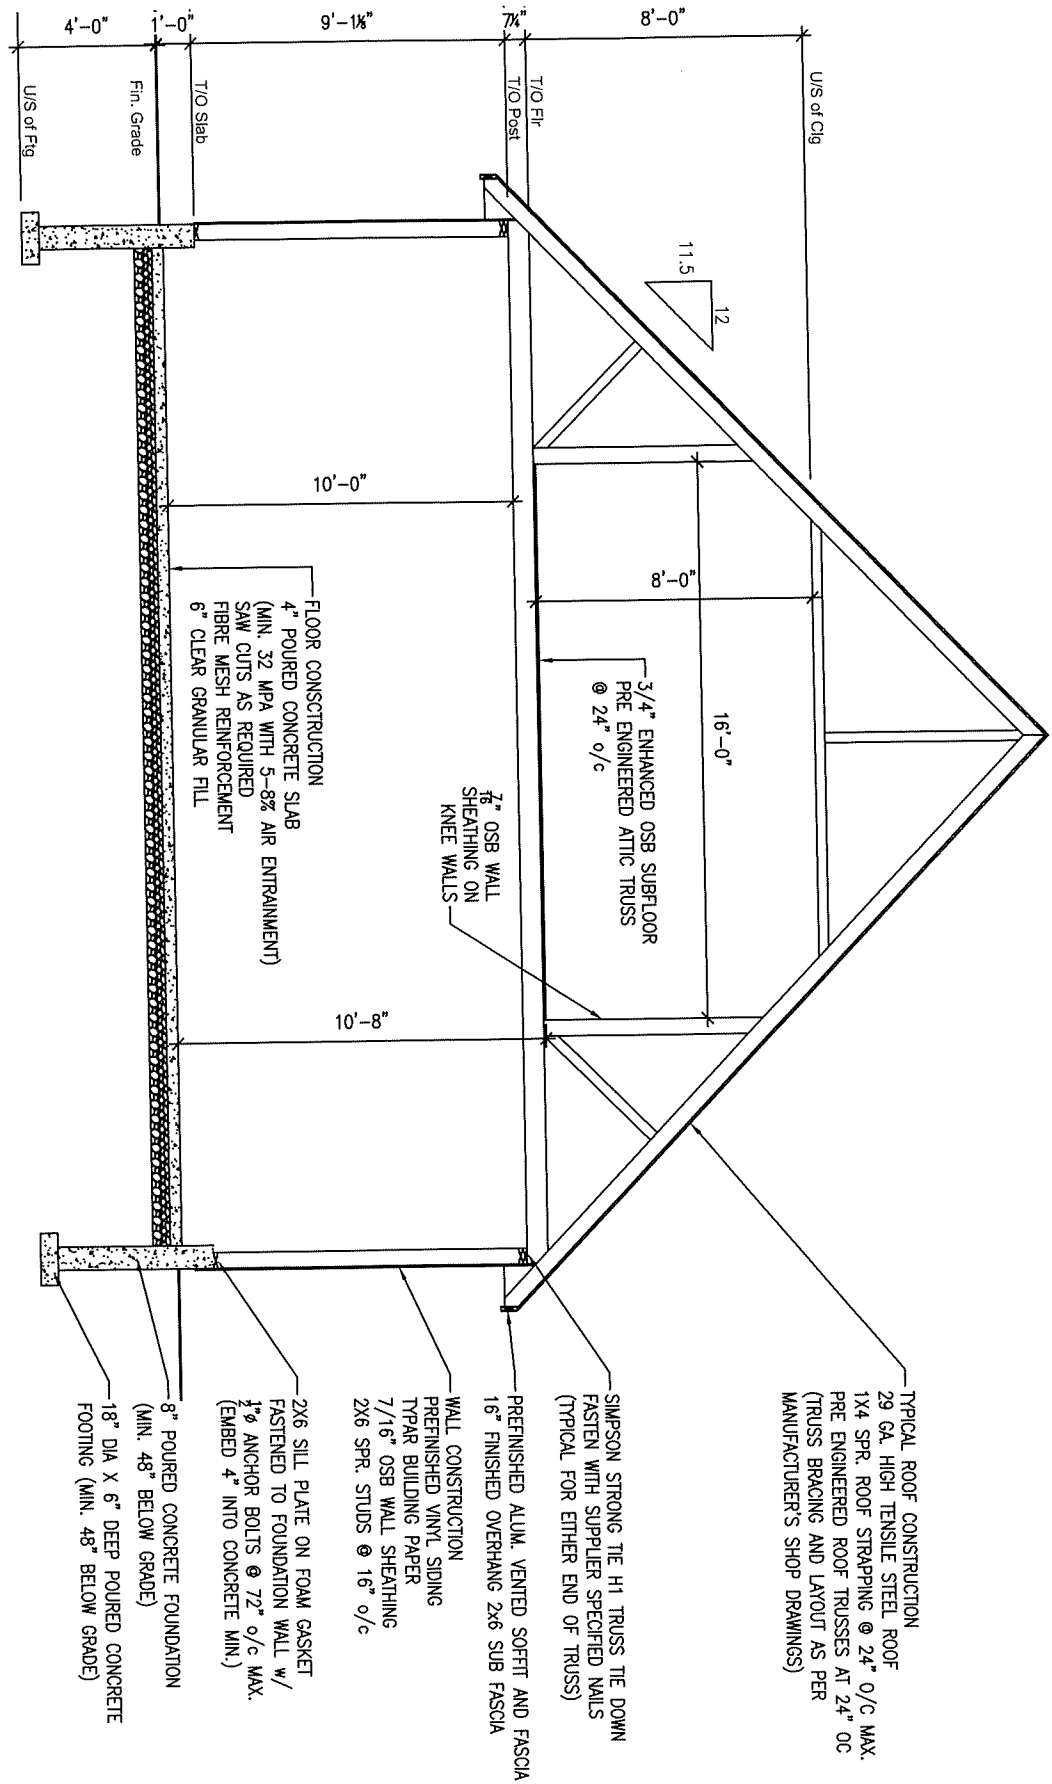 8'-0"
7¼"
9'-1⅛"
1'-0"
4'-0"
U/S of Clg
T/O Flr
T/O Post
T/O Slab
Fin. Grade
U/S of Ftg
12
11.5
8'-0"
16'-0"
3/4" ENHANCED OSB SUBFLOOR
PRE ENGINEERED ATTIC TRUSS
@ 24" o/c
7/16" OSB WALL
SHEATHING ON
KNEE WALLS
10'-0"
10'-8"
FLOOR CONSCTRUCTION
4" POURED CONCRETE SLAB
(MIN. 32 MPA WITH 5-8% AIR ENTRAINMENT)
SAW CUTS AS REQUIRED
FIBRE MESH REINFORCEMENT
6" CLEAR GRANULAR FILL
TYPICAL ROOF CONSTRUCTION
29 GA. HIGH TENSILE STEEL ROOF
1X4 SPR. ROOF STRAPPING @ 24" O/C MAX.
PRE ENGINEERED ROOF TRUSSES AT 24" OC
(TRUSS BRACING AND LAYOUT AS PER
MANUFACTURER'S SHOP DRAWINGS)
SIMPSON STRONG TIE H1 TRUSS TIE DOWN
FASTEN WITH SUPPLIER SPECIFIED NAILS
(TYPICAL FOR EITHER END OF TRUSS)
PREFINISHED ALUM. VENTED SOFFIT AND FASCIA
16" FINISHED OVERHANG 2x6 SUB FASCIA
WALL CONSTRUCTION
PREFINISHED VINYL SIDING
TYPAR BUILDING PAPER
7/16" OSB WALL SHEATHING
2X6 SPR. STUDS @ 16" o/c
2X6 SILL PLATE ON FOAM GASKET
FASTENED TO FOUNDATION WALL w/
½"ø ANCHOR BOLTS @ 72" o/c MAX.
(EMBED 4" INTO CONCRETE MIN.)
8" POURED CONCRETE FOUNDATION
(MIN. 48" BELOW GRADE)
18" DIA X 6" DEEP POURED CONCRETE
FOOTING (MIN. 48" BELOW GRADE)